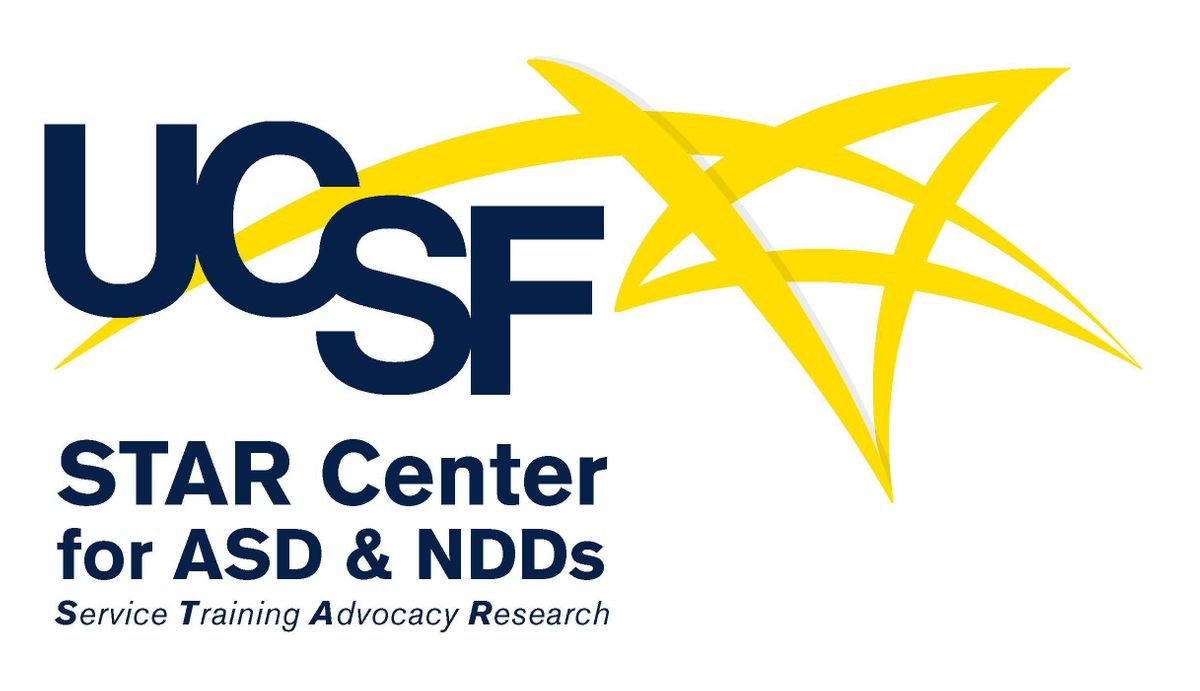 UCSF
STAR Center
for ASD & NDDs
Service Training Advocacy Research